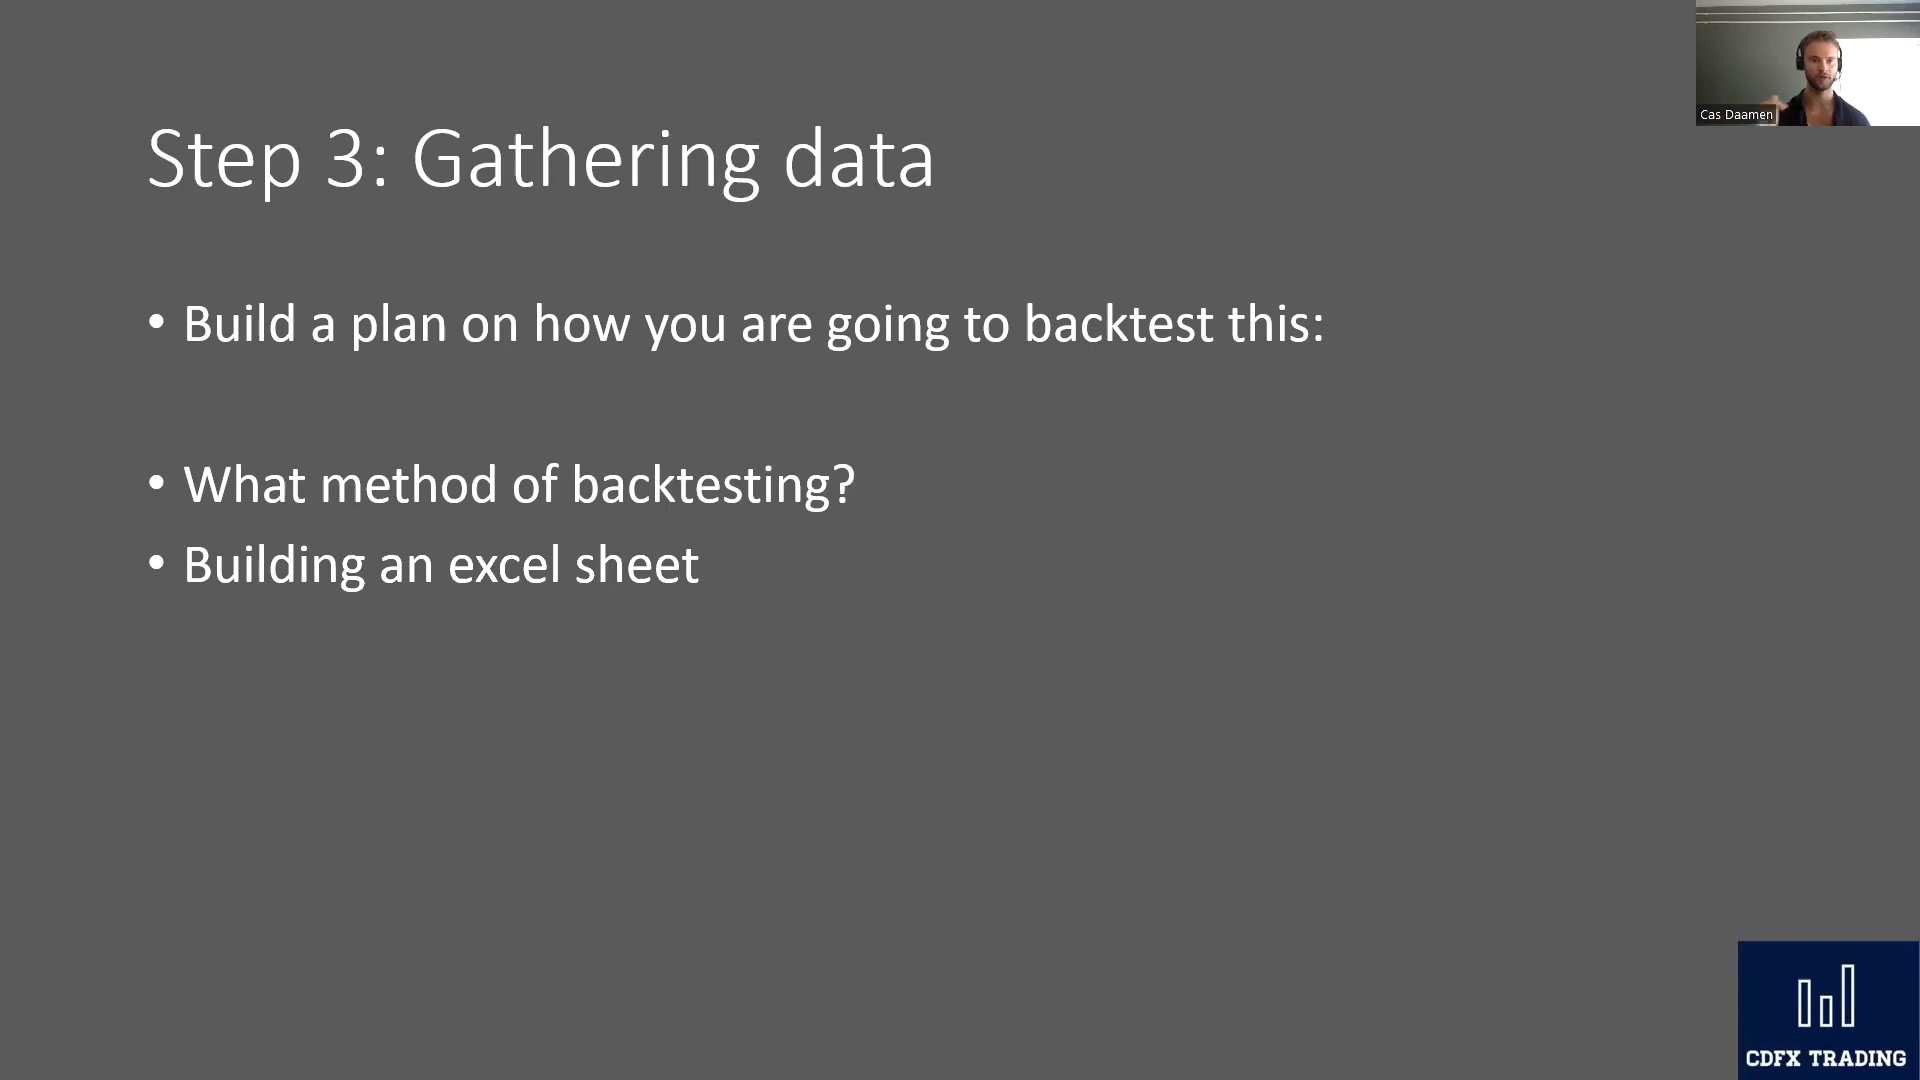 Cas Daamen
Step 3: Gathering data
• Build a plan on how you are going to backtest this:
• What method of backtesting?
• Building an excel sheet
CDFX TRADING